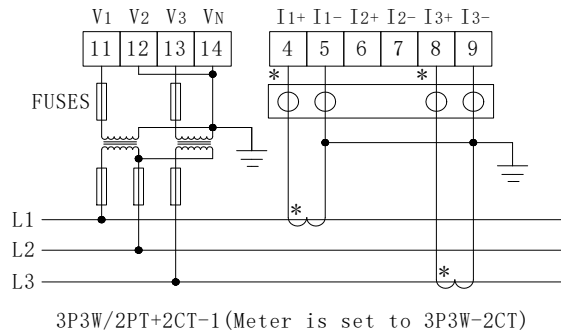 V1 V2 V3 VN I1+ I1- I2+ I2- I3+ I3-
11 12 13 14 4 5 6 7 8 9
* *
FUSES
*
L1
L2
*
L3
3P3W/2PT+2CT-1(Meter is set to 3P3W-2CT)